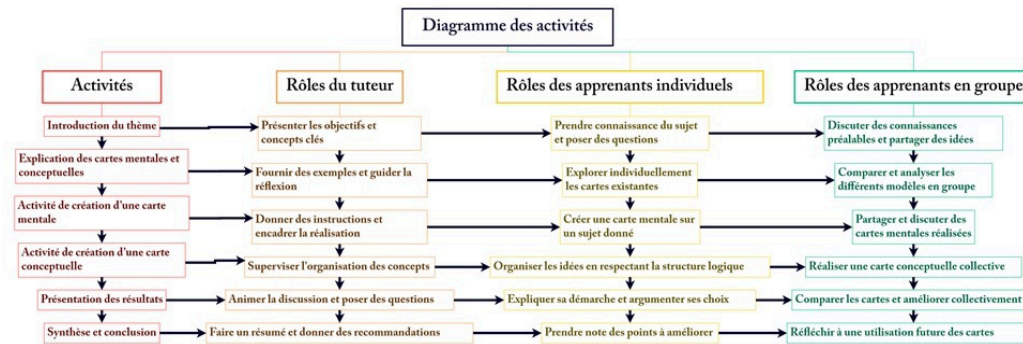 Diagramme des activités
Activités
Rôles du tuteur
Rôles des apprenants individuels
Rôles des apprenants en groupe
Introduction du thème
Présenter les objectifs et
concepts clés
Prendre connaissance du sujet
et poser des questions
Discuter des connaissances
préalables et partage des idées
Explication des cartes mentales et
conceptuelles
Fournir des exemples et guider la
réflexion
Explorer individuellement
les cartes existantes
Comparer et analyser les
différents modèles en groupe
Activité de création d'une carte
mentale
Donner des instructions et
encadrer la réalisation
Créer une carte mentale sur
un sujet donné
Partager et discuter des
cartes mentales réalisées
Activité de création d'une carte
conceptuelle
Superviser l'organisation des concepts
Organiser les idées en respectant la structure logique
Réaliser une carte conceptuelle collective
Présentation des résultats
Animer la discussion et poser des questions
Expliquer sa démarche et argumenter ses choix
Comparer les cartes et améliorer collectivement
Synthèse et conclusion
Faire un résumé et donner des recommandations
Prendre note des points à améliorer
Réfléchir à une utilisation future des cartes